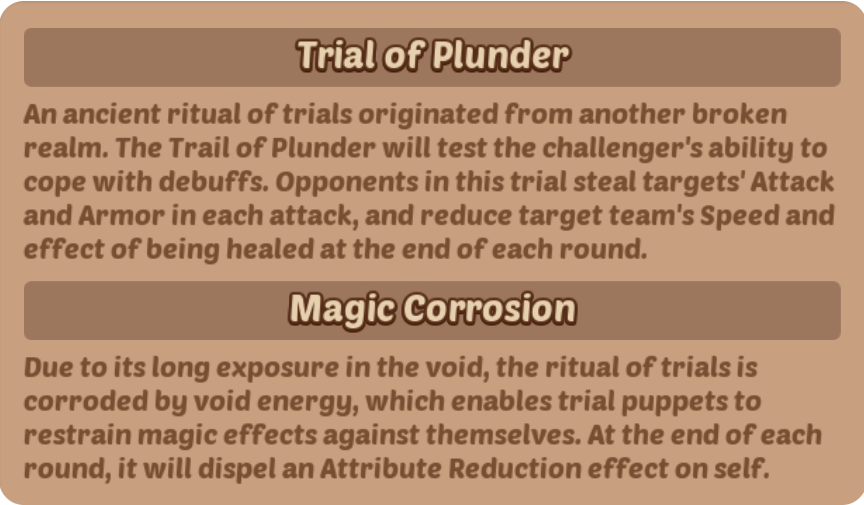 Trial of Plunder
An ancient ritual of trials originated from another broken
realm. The Trail of Plunder will test the challenger's ability to
cope with debuffs. Opponents in this trial steal targets' Attack
and Armor in each attack, and reduce target team's Speed and
effect of being healed at the end of each round.
Magic Corrosion
Due to its long exposure in the void, the ritual of trials is
corroded by void energy, which enables trial puppets to
restrain magic effects against themselves. At the end of each
round, it will dispel an Attribute Reduction effect on self.